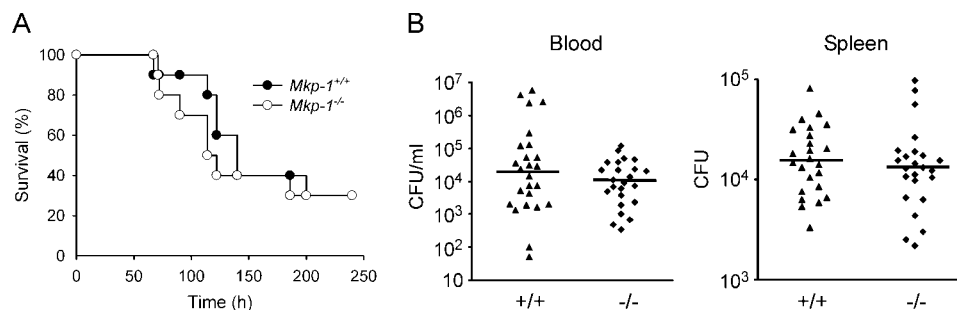 A
Survival (%)
100
80
60
40
20
0
0 50 100 150 200 250
Time (h)
Mkp-1+/+
Mkp-1-/-
B
Blood
CFU/ml
10⁷
10⁶
10⁵
10⁴
10³
10²
10
+/+ -/-
Spleen
CFU
10⁵
10⁴
10³
+/+ -/-